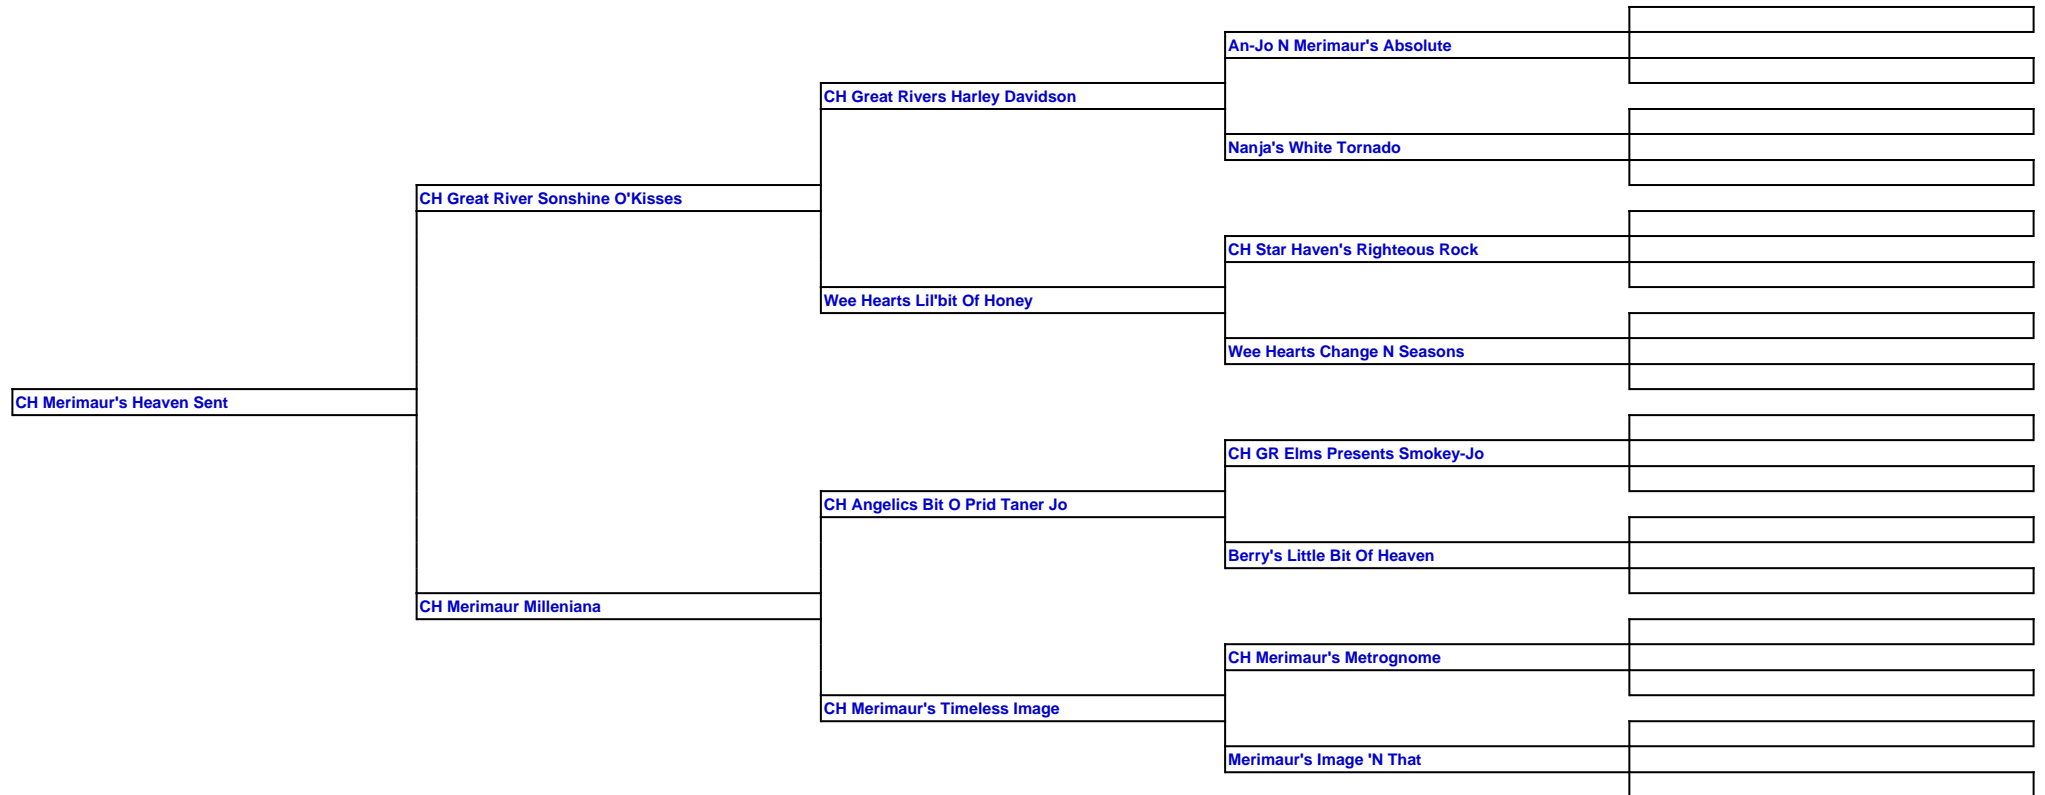 An-Jo N Merimaur's Absolute
CH Great Rivers Harley Davidson
Nanja's White Tornado
CH Great River Sonshine O'Kisses
CH Star Haven's Righteous Rock
Wee Hearts Lil'bit Of Honey
Wee Hearts Change N Seasons
CH Merimaur's Heaven Sent
CH GR Elms Presents Smokey-Jo
CH Angelics Bit O Prid Taner Jo
Berry's Little Bit Of Heaven
CH Merimaur Milleniana
CH Merimaur's Metrognome
CH Merimaur's Timeless Image
Merimaur's Image 'N That